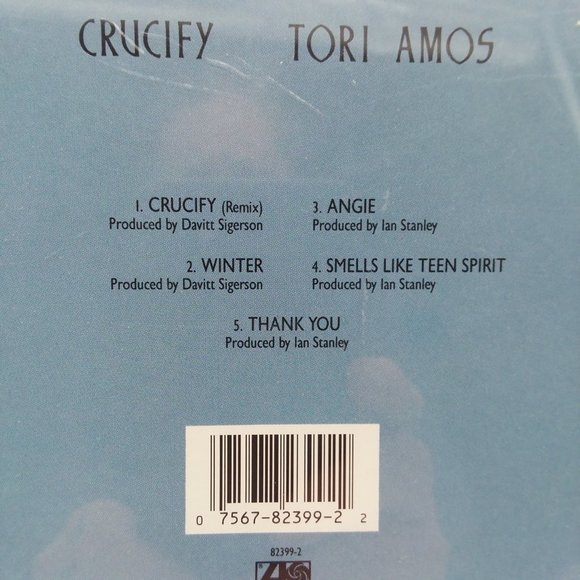 CRUCIFY TORI AMOS
1. CRUCIFY (Remix)
Produced by Davitt Sigerson
2. WINTER
Produced by Davitt Sigerson
3. ANGIE
Produced by Ian Stanley
4. SMELLS LIKE TEEN SPIRIT
Produced by Ian Stanley
5. THANK YOU
Produced by Ian Stanley
0 7567-82399-2 2
82399-2